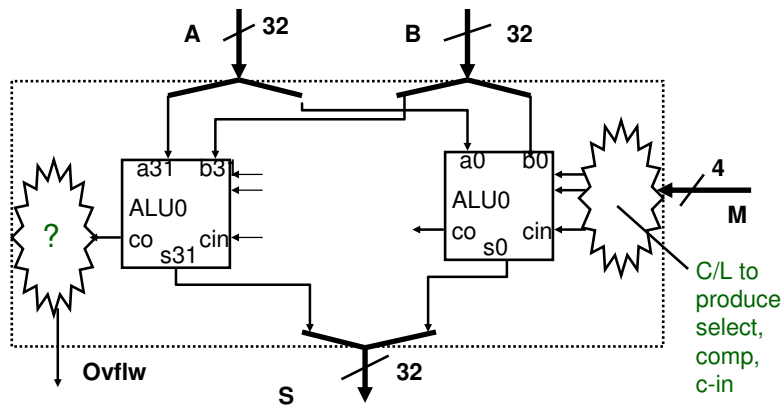 A 32 B 32
a31 b31
ALU0
co cin
s31
a0 b0
ALU0
co cin
s0
4
M
?
C/L to
produce
select,
comp,
c-in
Ovflw
S 32